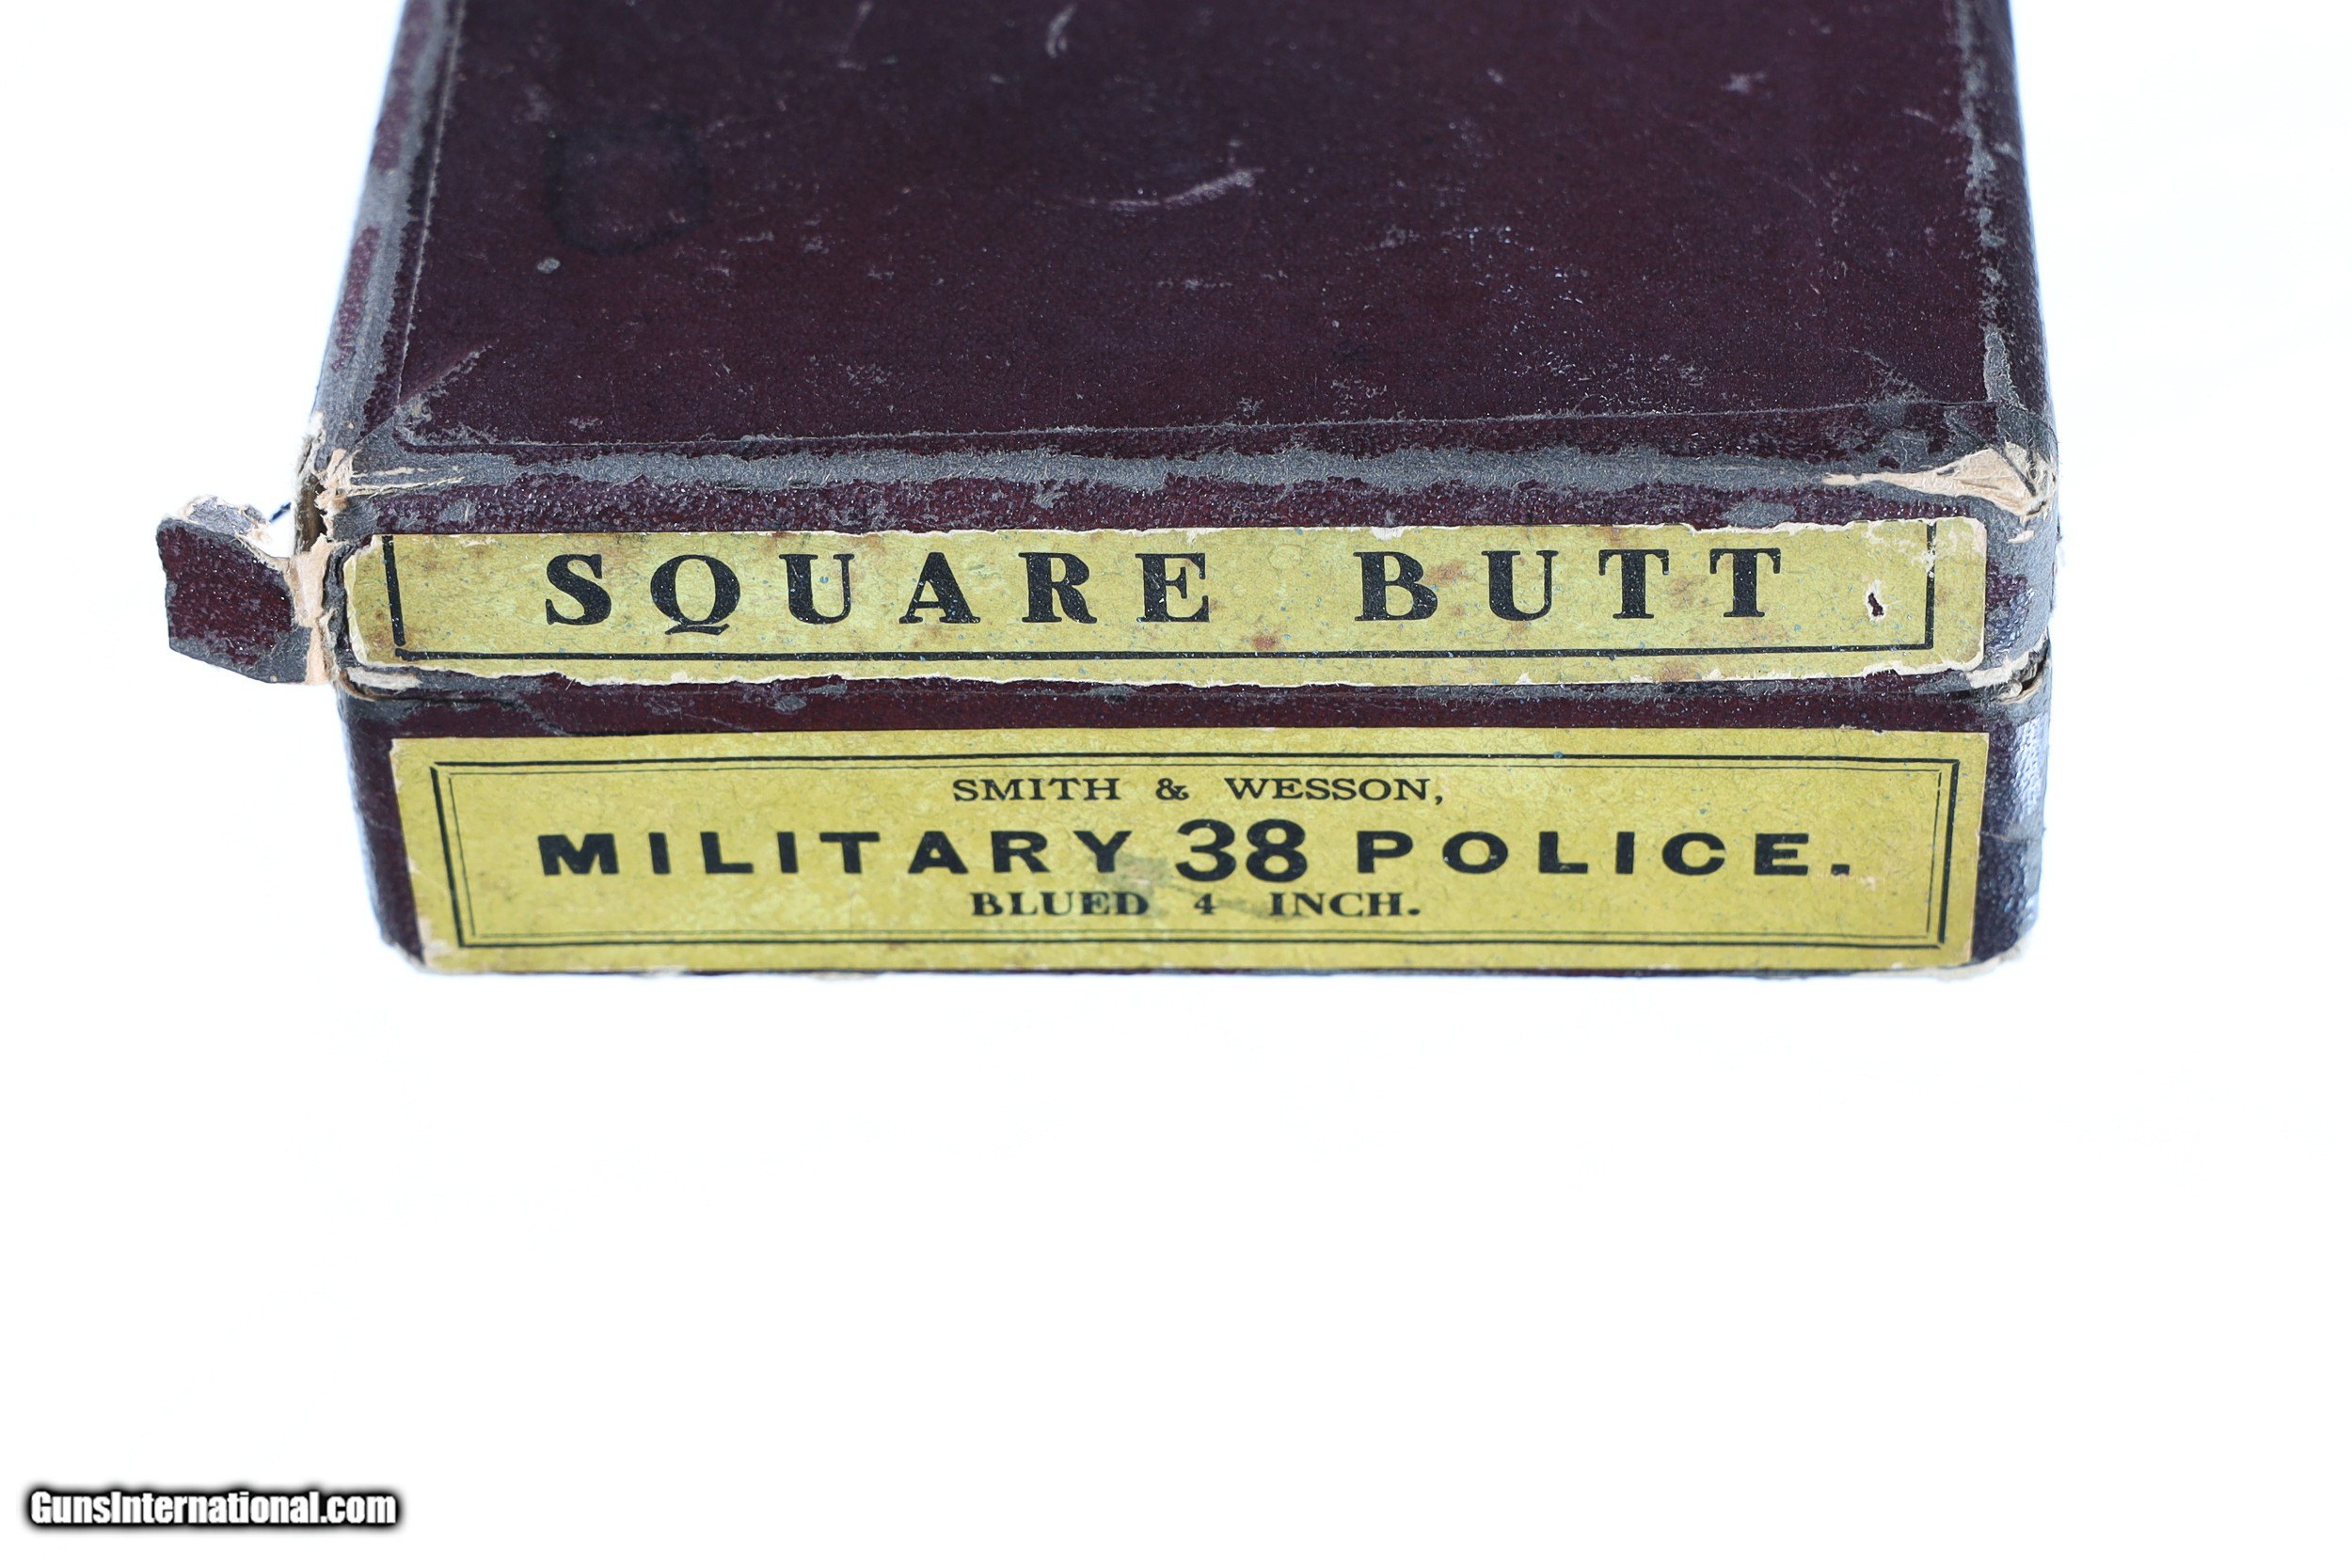 SQUARE BUTT
SMITH & WESSON,
MILITARY 38 POLICE.
BLUED 4 INCH.
GunsInternational.com